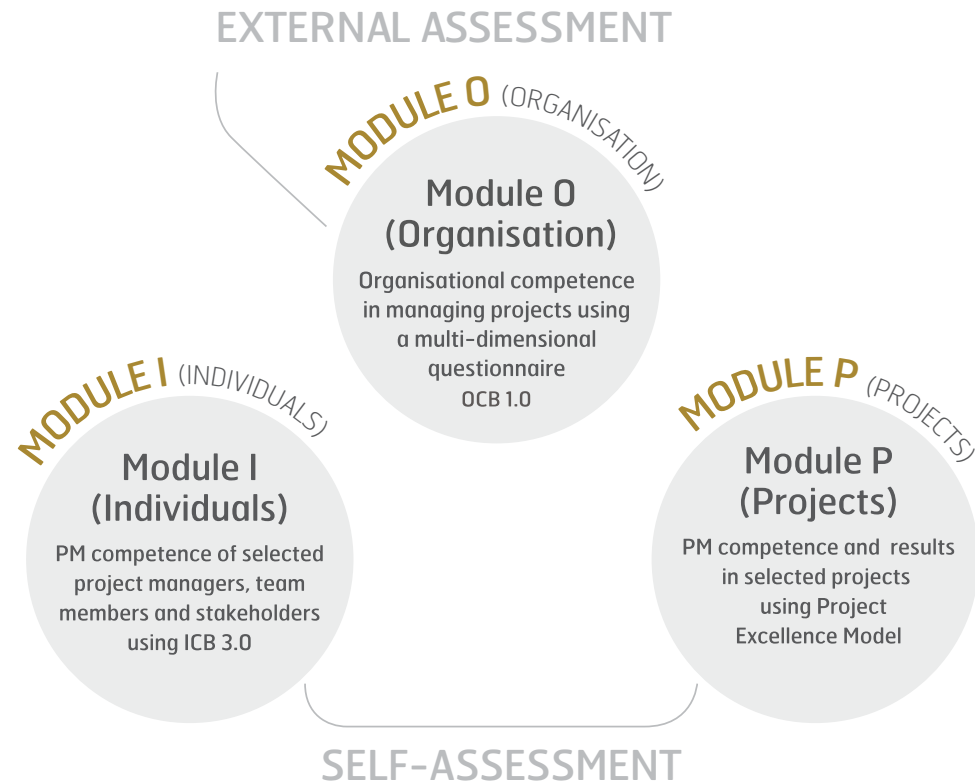 EXTERNAL ASSESSMENT
MODULE O (ORGANISATION)
Module O
(Organisation)
Organisational competence
in managing projects using
a multi-dimensional
questionnaire
OCB 1.0
MODULE I (INDIVIDUALS)
Module I
(Individuals)
PM competence of selected
project managers, team
members and stakeholders
using ICB 3.0
MODULE P (PROJECTS)
Module P
(Projects)
PM competence and results
in selected projects
using Project
Excellence Model
SELF-ASSESSMENT